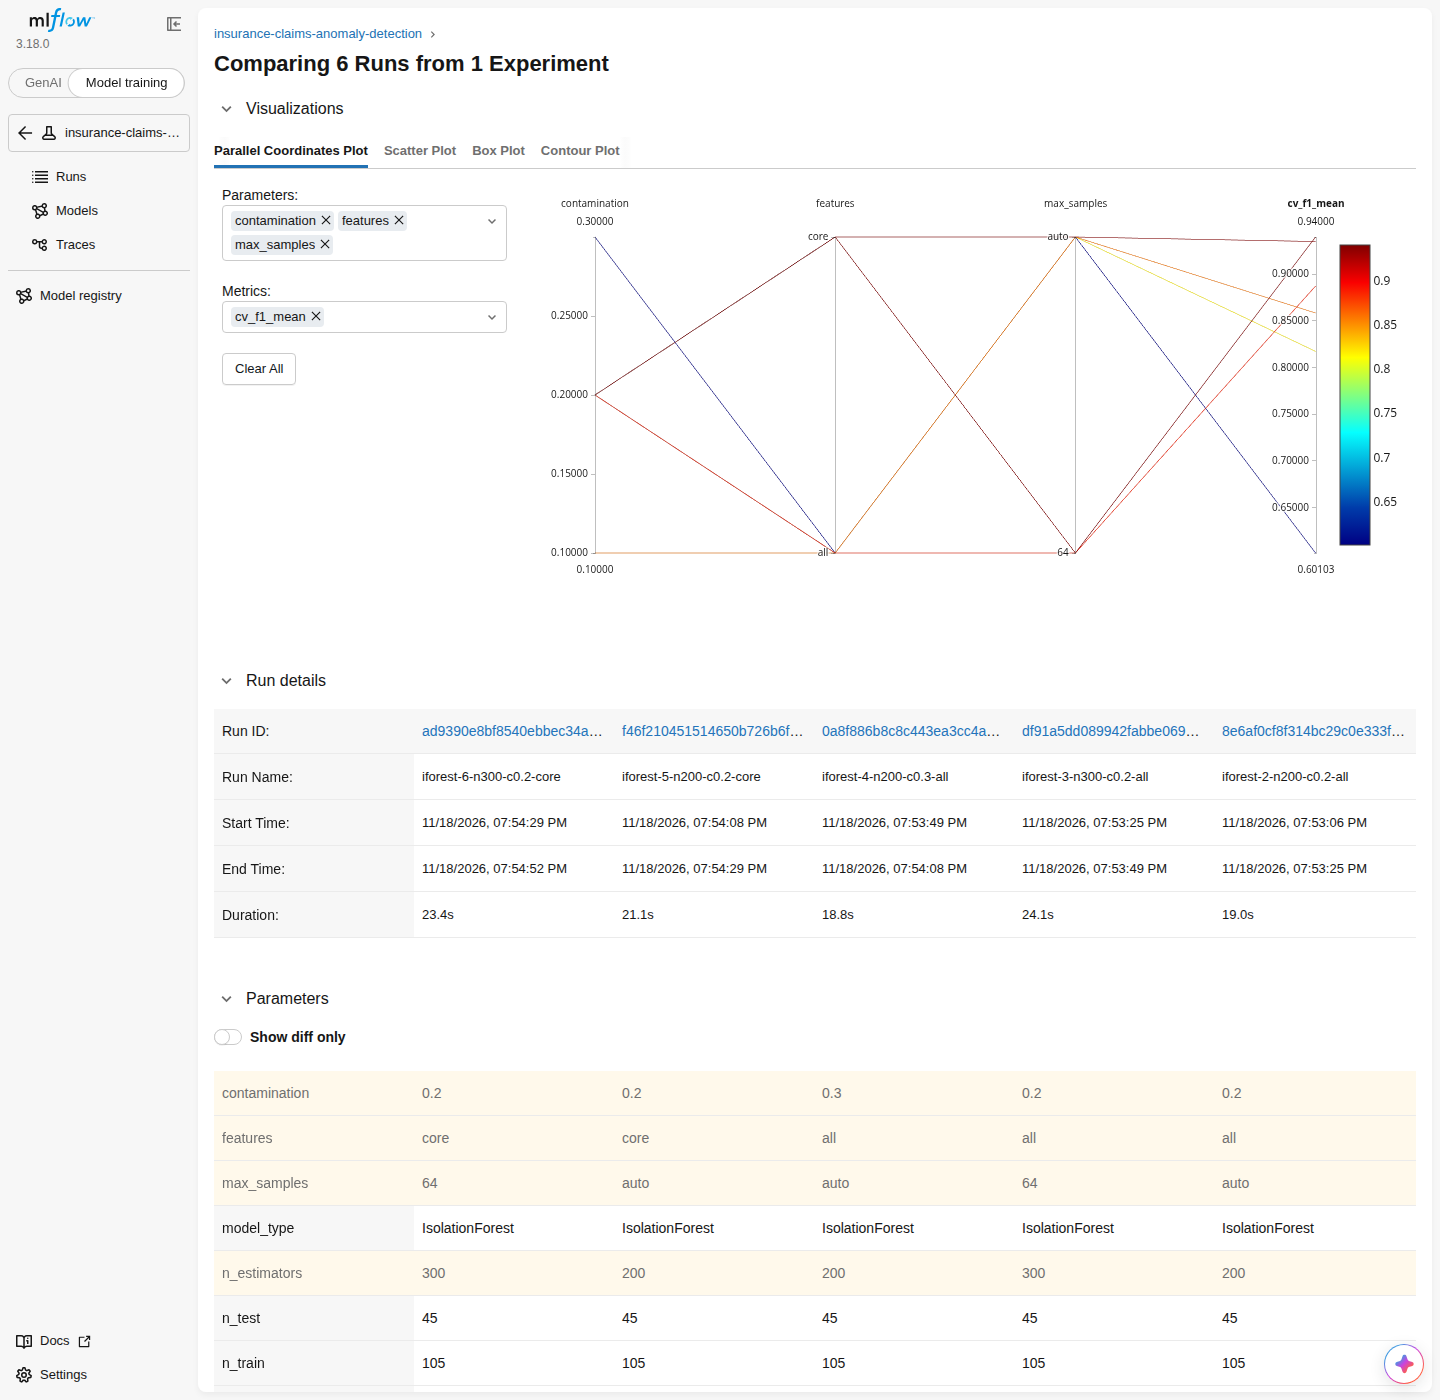 mlflow
3.18.0
GenAI Model training
insurance-claims-...
Runs
Models
Traces
Model registry
Docs
Settings
insurance-claims-anomaly-detection
Comparing 6 Runs from 1 Experiment
Visualizations
Parallel Coordinates Plot Scatter Plot Box Plot Contour Plot
Parameters:
contamination features
max_samples
Metrics:
cv_f1_mean
Clear All
contamination features max_samples cv_f1_mean
0.30000 0.94000
core auto
0.90000 0.9
0.25000 0.85000 0.85
0.80000 0.8
0.20000
0.75000 0.75
0.15000 0.70000 0.7
0.65000 0.65
0.10000 all 64
0.10000 0.60103
Run details
Run ID: ad9390e8bf8540ebbec34a... f46f210451514650b726b6f... 0a8f886b8c8c443ea3cc4a... df91a5dd089942fabbe069... 8e6af0cf8f314bc29c0e333f...
Run Name: iforest-6-n300-c0.2-core iforest-5-n200-c0.2-core iforest-4-n200-c0.3-all iforest-3-n300-c0.2-all iforest-2-n200-c0.2-all
Start Time: 11/18/2026, 07:54:29 PM 11/18/2026, 07:54:08 PM 11/18/2026, 07:53:49 PM 11/18/2026, 07:53:25 PM 11/18/2026, 07:53:06 PM
End Time: 11/18/2026, 07:54:52 PM 11/18/2026, 07:54:29 PM 11/18/2026, 07:54:08 PM 11/18/2026, 07:53:49 PM 11/18/2026, 07:53:25 PM
Duration: 23.4s 21.1s 18.8s 24.1s 19.0s
Parameters
Show diff only
contamination 0.2 0.2 0.3 0.2 0.2
features core core all all all
max_samples 64 auto auto 64 auto
model_type IsolationForest IsolationForest IsolationForest IsolationForest IsolationForest
n_estimators 300 200 200 300 200
n_test 45 45 45 45 45
n_train 105 105 105 105 105